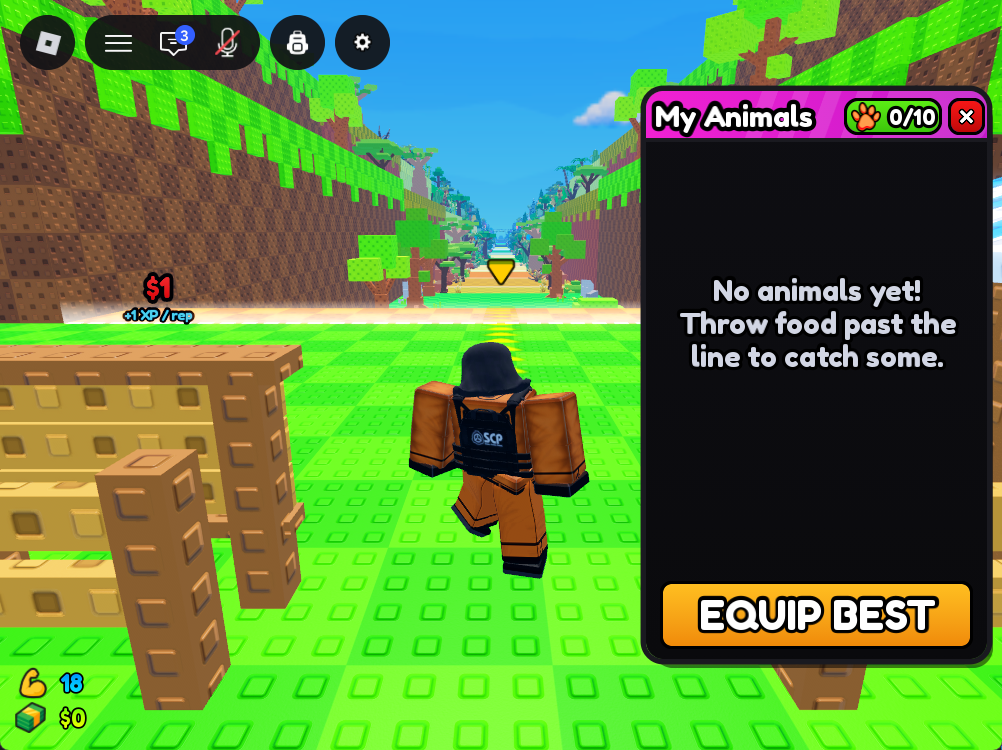 3
My Animals
0/10
$1
+1 XP / rep
No animals yet!
Throw food past the
line to catch some.
SCP
EQUIP BEST
18
$0